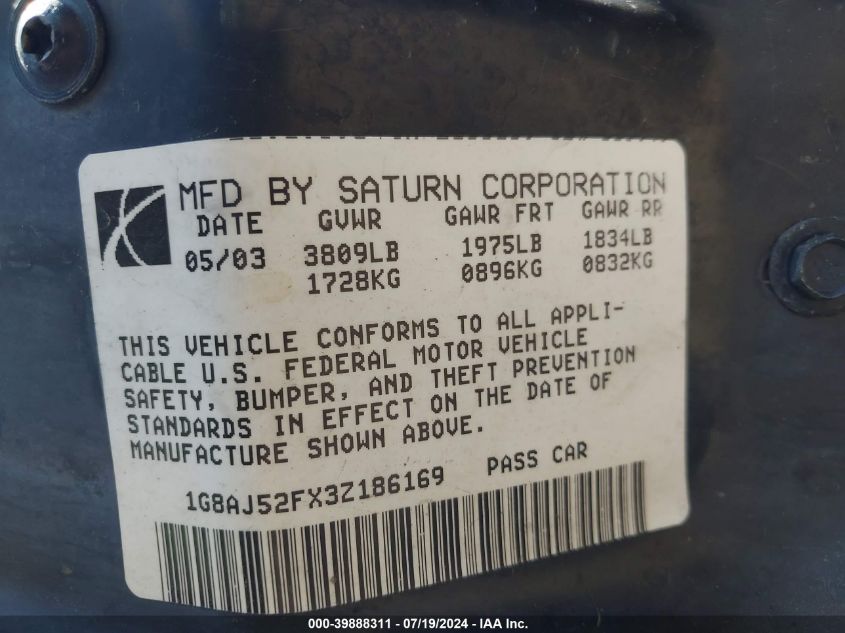 MFD BY SATURN CORPORATION
DATE GVWR GAWR FRT GAWR RR
05/03 3809LB 1975LB 1834LB
1728KG 0896KG 0832KG
THIS VEHICLE CONFORMS TO ALL APPLI-
CABLE U.S. FEDERAL MOTOR VEHICLE
SAFETY, BUMPER, AND THEFT PREVENTION
STANDARDS IN EFFECT ON THE DATE OF
MANUFACTURE SHOWN ABOVE.
1G8AJ52FX3Z186169 PASS CAR
000-39888311 - 07/19/2024 - IAA Inc.